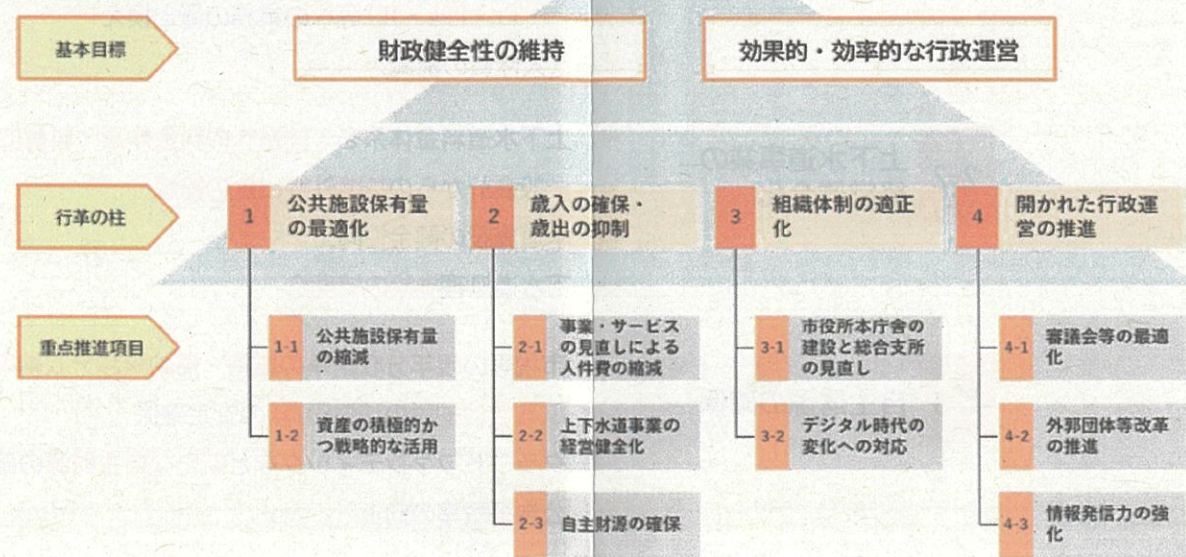 基本目標
財政健全性の維持
効果的・効率的な行政運営
行革の柱
1
公共施設保有量
の最適化
2
歳入の確保・
歳出の抑制
3
組織体制の適正
化
4
開かれた行政運
営の推進
重点推進項目
1-1
公共施設保有量
の縮減
1-2
資産の積極的か
つ戦略的な活用
2-1
事業・サービス
の見直しによる
人件費の縮減
2-2
上下水道事業の
経営健全化
2-3
自主財源の確保
3-1
市役所本庁舎の
建設と総合支所
の見直し
3-2
デジタル時代の
変化への対応
4-1
審議会等の最適
化
4-2
外郭団体等改革
の推進
4-3
情報発信力の強
化